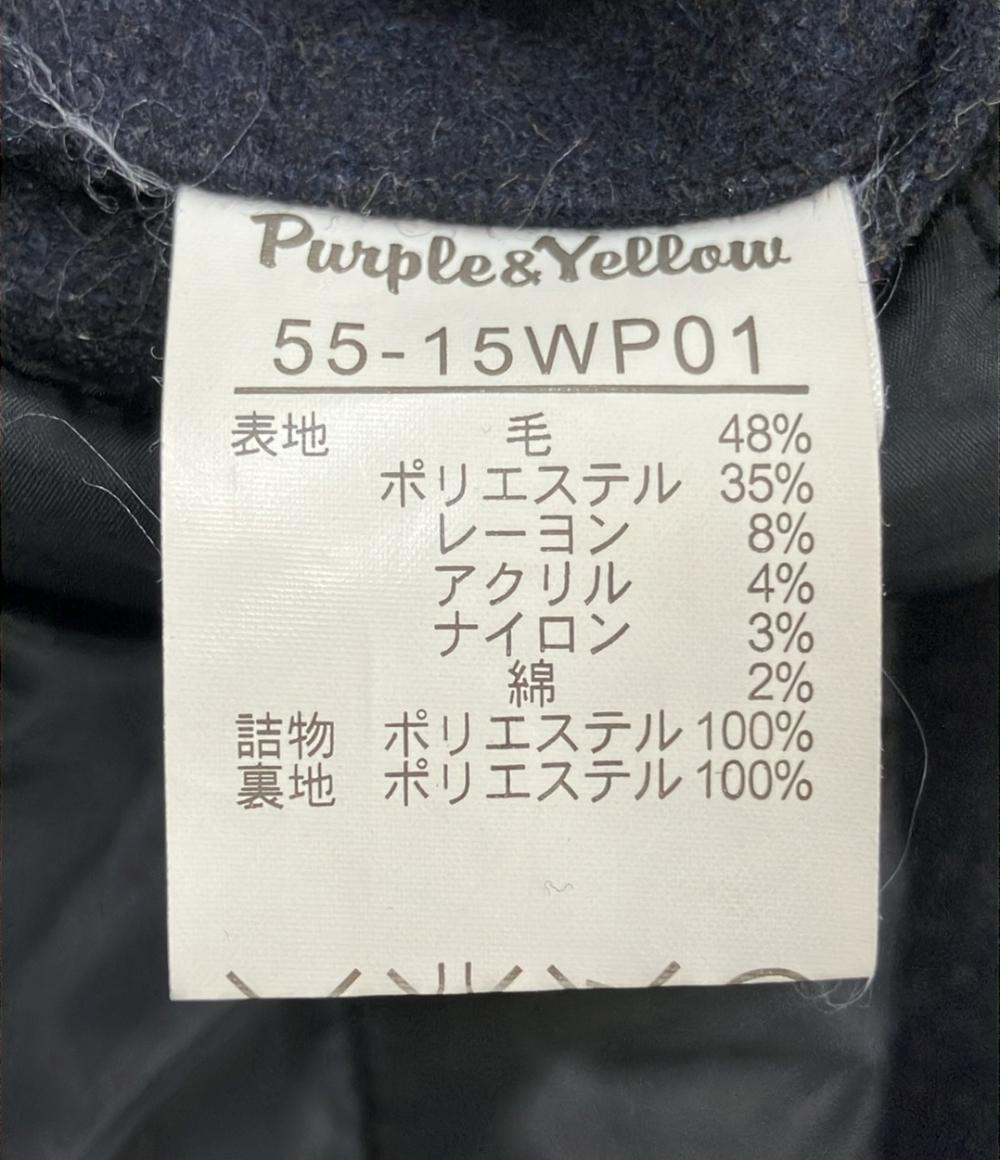 Purple&Yellow
55-15WP01
表地 毛 48%
ポリエステル 35%
レーヨン 8%
アクリル 4%
ナイロン 3%
綿 2%
詰物 ポリエステル 100%
裏地 ポリエステル 100%